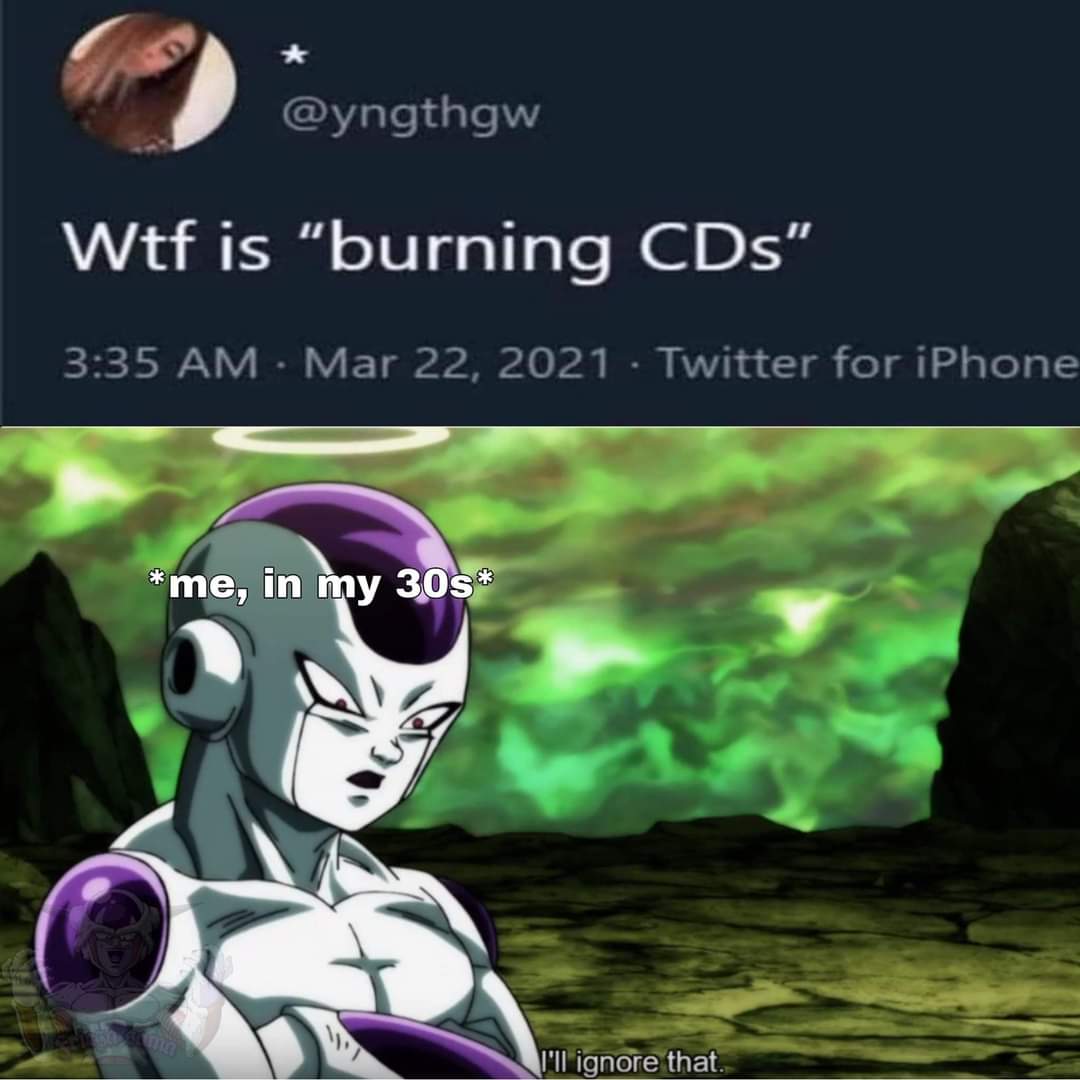 *
@yngthgw
Wtf is “burning CDs”
3:35 AM · Mar 22, 2021 · Twitter for iPhone
*me, in my 30s*
I'll ignore that.